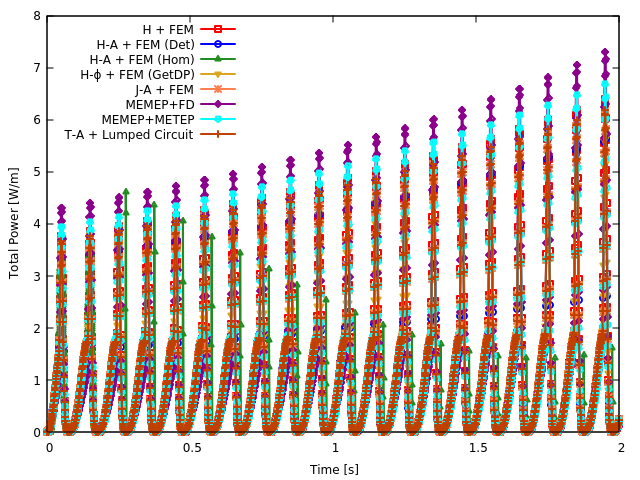 8
7
6
5
4
3
2
1
0
Total Power [W/m]
H + FEM
H-A + FEM (Det)
H-A + FEM (Hom)
H-ϕ + FEM (GetDP)
J-A + FEM
MEMEP+FD
MEMEP+METEP
T-A + Lumped Circuit
0 0.5 1 1.5 2
Time [s]